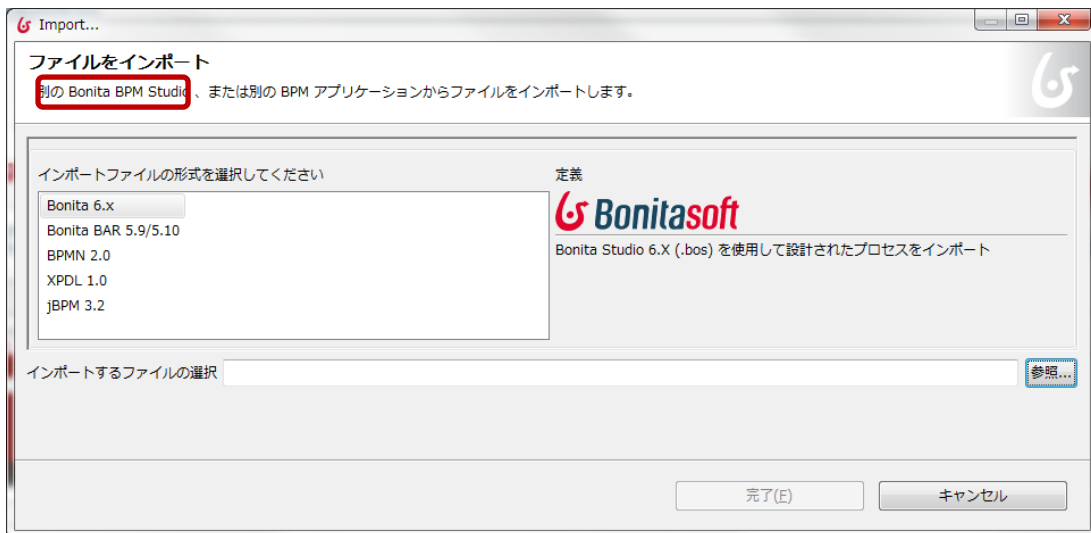 Import...
ファイルをインポート
別の Bonita BPM Studio 、または別の BPM アプリケーションからファイルをインポートします。
インポートファイルの形式を選択してください
Bonita 6.x
Bonita BAR 5.9/5.10
BPMN 2.0
XPDL 1.0
jBPM 3.2
定義
Bonitasoft
Bonita Studio 6.X (.bos) を使用して設計されたプロセスをインポート
インポートするファイルの選択
参照...
完了(F)
キャンセル